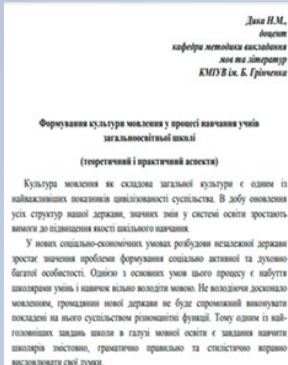 Дика Н.М.,
доцент
кафедри методики викладання
мов та літератур
КМІУВ ім. Б. Грінченка
Формування культури мовлення у процесі навчання учнів
загальноосвітньої школі
(теоретичний і практичний аспекти)
Культура мовлення як складова загальної культури є одним із
найважливіших показників цивілізованості суспільства. В добу оновлення
усіх структур нашої держави, значних змін у системі освіти зростають
вимоги до підвищення якості шкільного навчання.
У нових соціально-економічних умовах розбудови незалежної держави
зростає значення проблеми формування соціально активної та духовно
багатої особистості. Однією з основних умов цього процесу є набуття
школярами умінь і навичок вільно володіти мовою. Не володіючи досконало
мовленням, громадянин нової держави не буде спроможний виконувати
покладені на нього суспільством різноманітні функції. Тому одним із най-
головніших завдань школи в галузі мовної освіти є завдання навчити
школярів змістовно, граматично правильно та стилістично вправно
висловлювати свої думки.